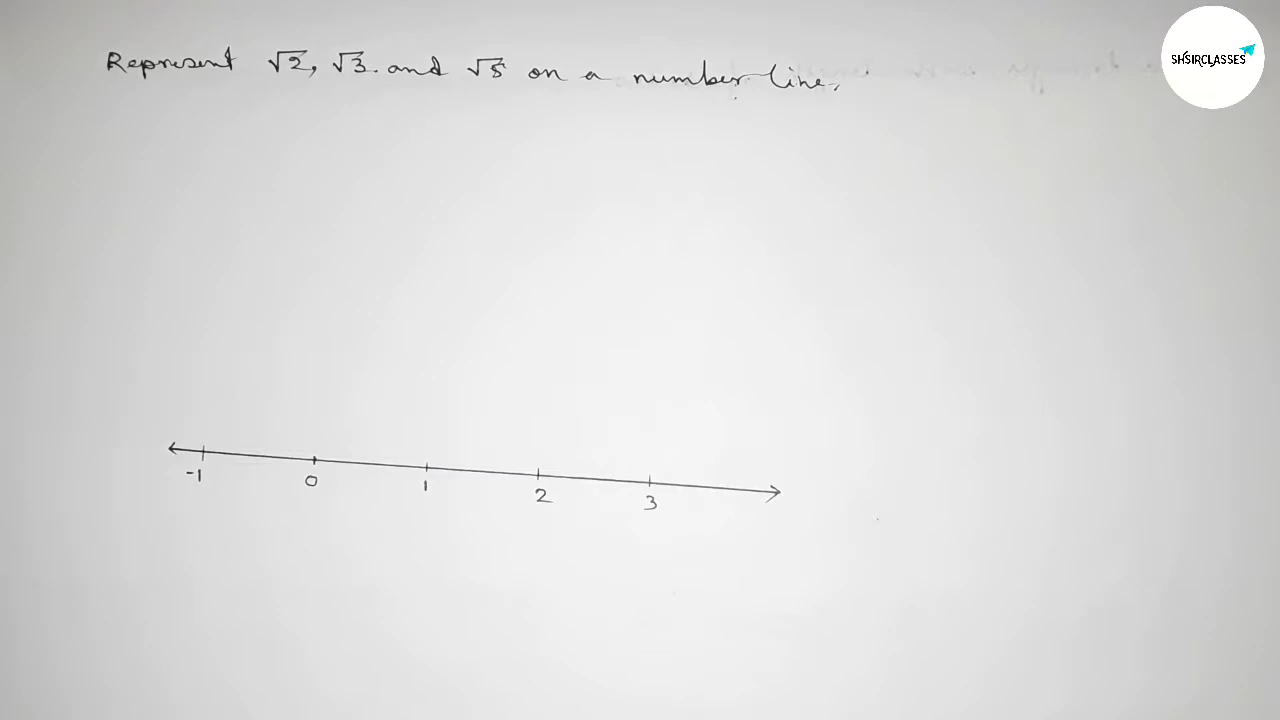 Represent √2, √3. and √5 on a number line.
SHSIRCLASSES
-1 0 1 2 3